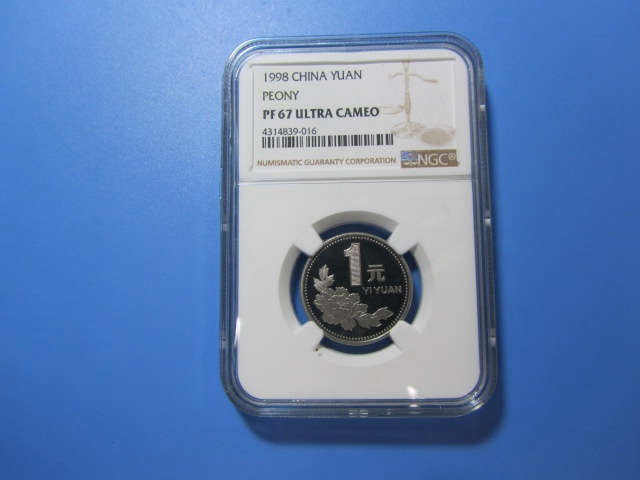 1998 CHINA YUAN
PEONY
PF 67 ULTRA CAMEO
4314839-016
NUMISMATIC GUARANTY CORPORATION NGC®
1元
YI YUAN